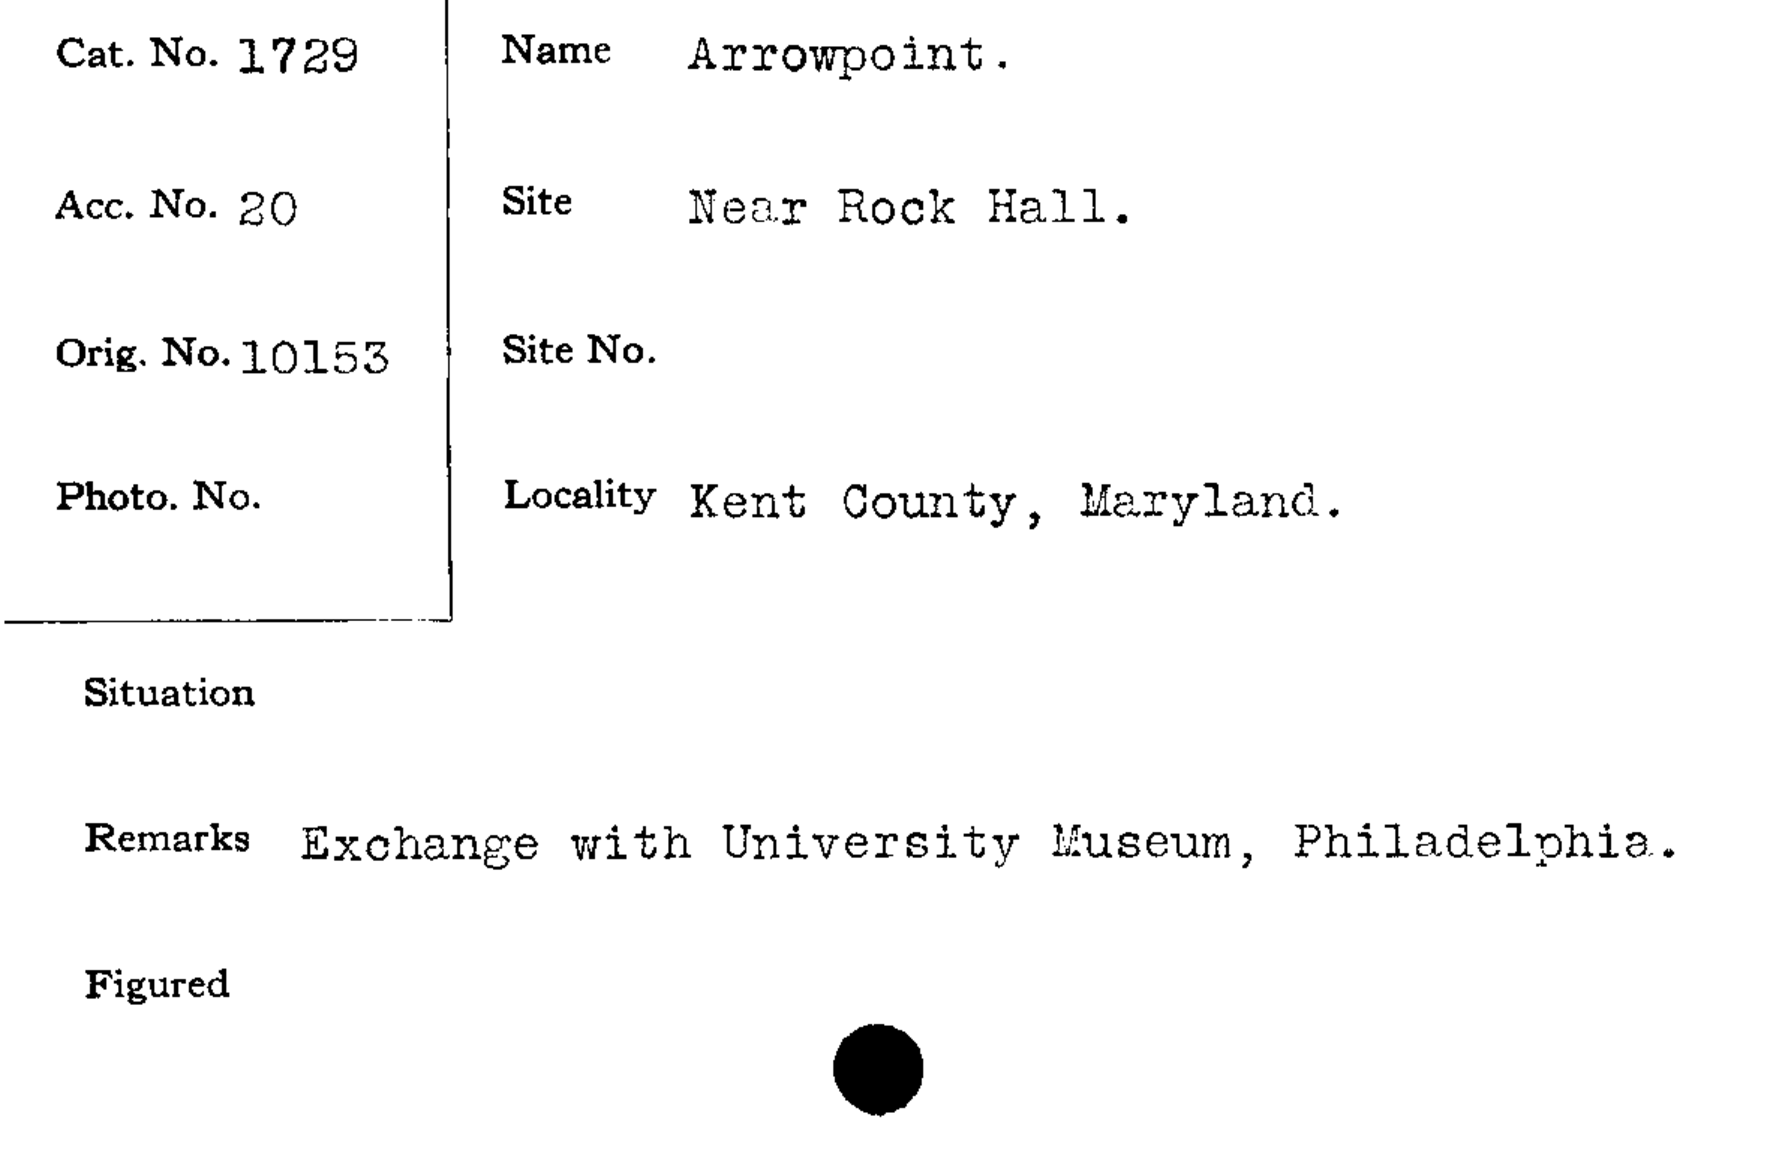 Cat. No. 1729
Acc. No. 20
Orig. No. 10153
Photo. No.
Name Arrowpoint.
Site Near Rock Hall.
Site No.
Locality Kent County, Maryland.
Situation
Remarks Exchange with University Museum, Philadelphia.
Figured